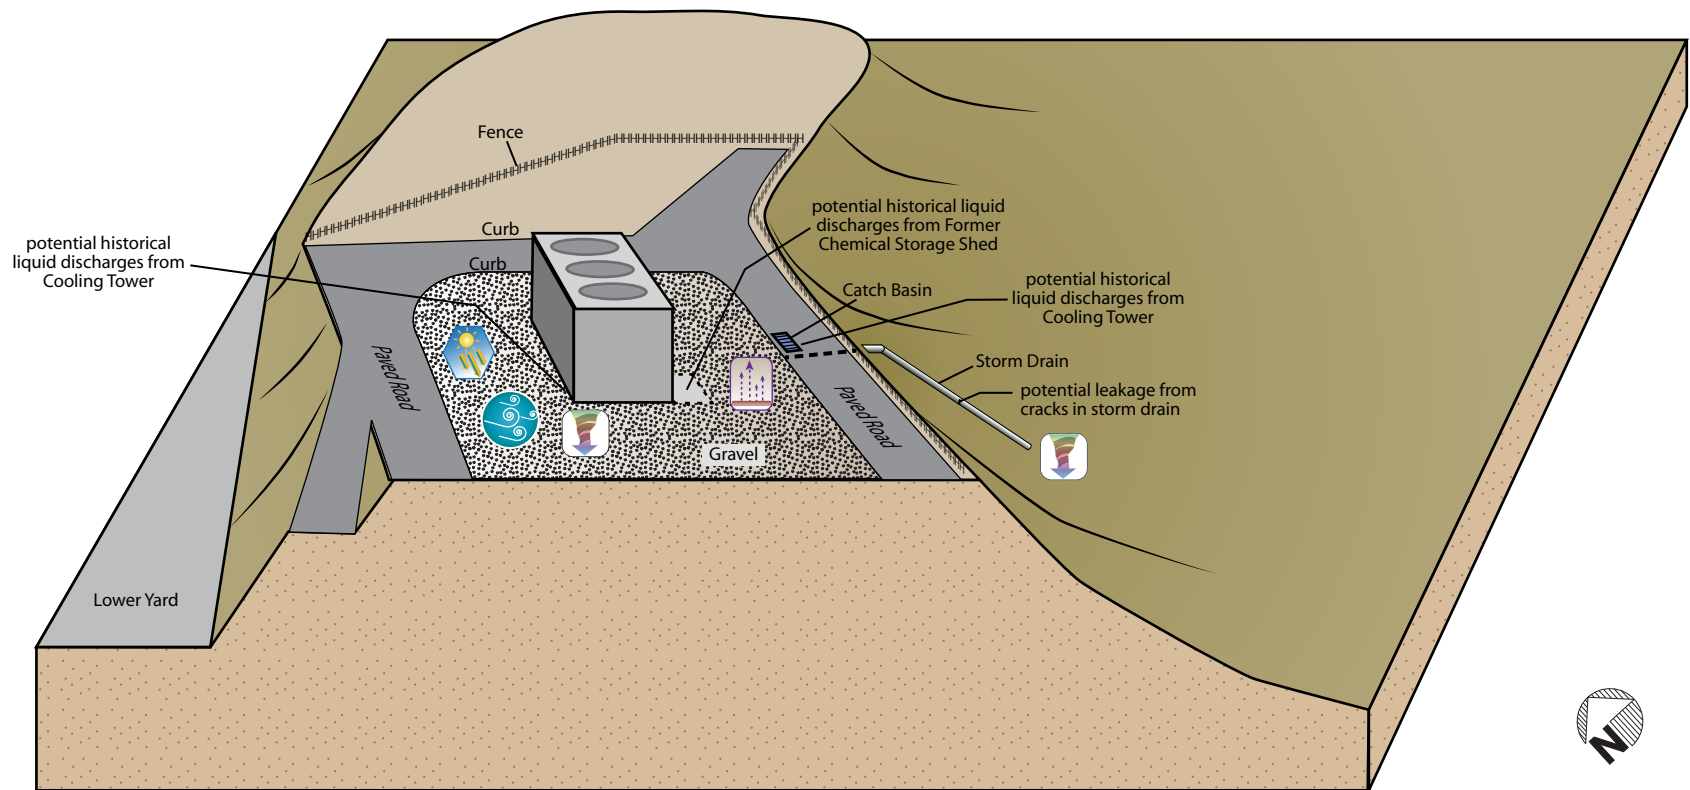 Fence
potential historical liquid
discharges from Former
Chemical Storage Shed
Curb
potential historical
liquid discharges from
Cooling Tower
Curb
potential historical
liquid discharges from
Cooling Tower
Catch Basin
Paved Road
Storm Drain
Paved Road
potential leakage from
cracks in storm drain
Gravel
Lower Yard
N